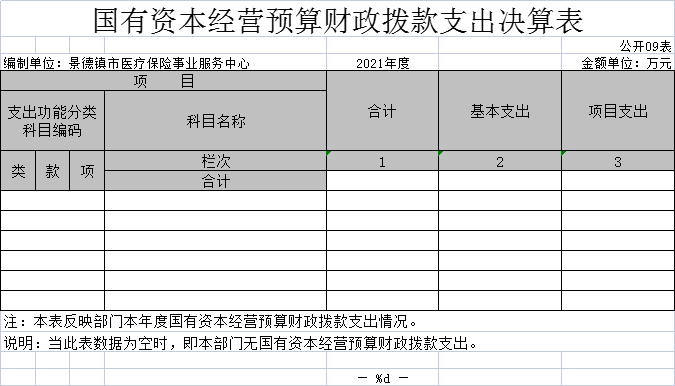 国有资本经营预算财政拨款支出决算表
公开09表
编制单位：景德镇市医疗保险事业服务中心 2021年度 金额单位：万元
项 目 合计 基本支出 项目支出
支出功能分类
科目编码 科目名称
类 款 项 栏次 1 2 3
合计
注：本表反映部门本年度国有资本经营预算财政拨款支出情况。
说明：当此表数据为空时，即本部门无国有资本经营预算财政拨款支出。
— %d —